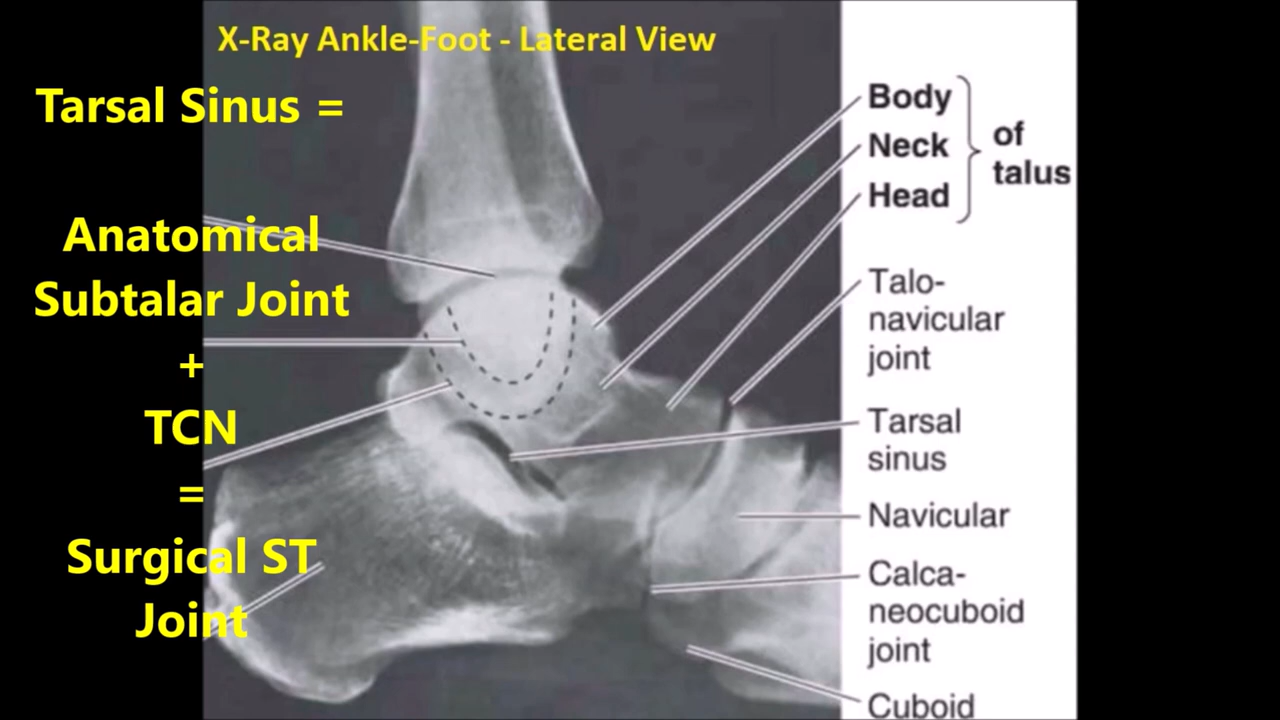 X-Ray Ankle-Foot - Lateral View
Tarsal Sinus =
Anatomical
Subtalar Joint
+
TCN
=
Surgical ST
Joint
Body
Neck
Head
of
talus
Talo-
navicular
joint
Tarsal
sinus
Navicular
Calca-
neocuboid
joint
Cuboid